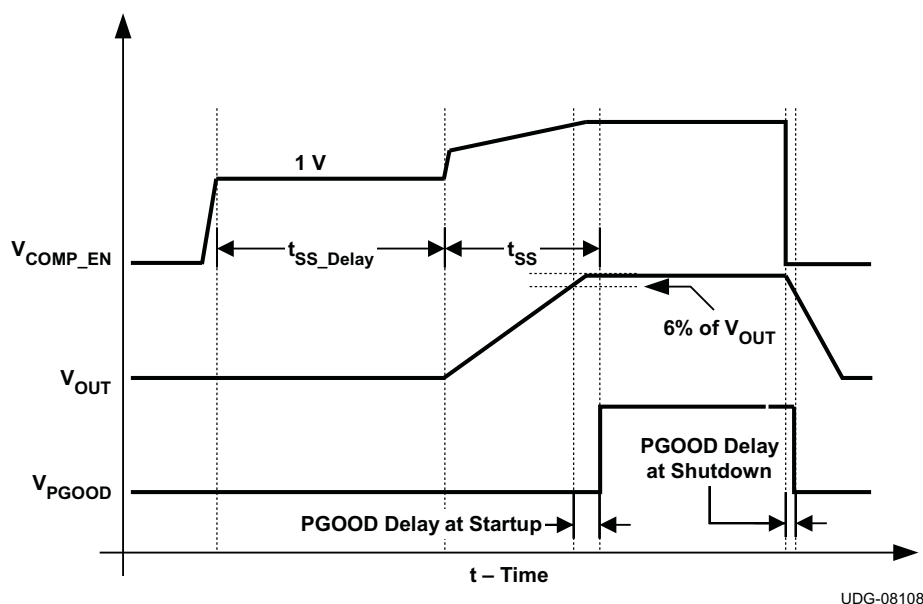 1 V
V_COMP_EN
t_SS_Delay
t_SS
6% of V_OUT
V_OUT
PGOOD Delay
at Shutdown
V_PGOOD
PGOOD Delay at Startup
t – Time
UDG-08108